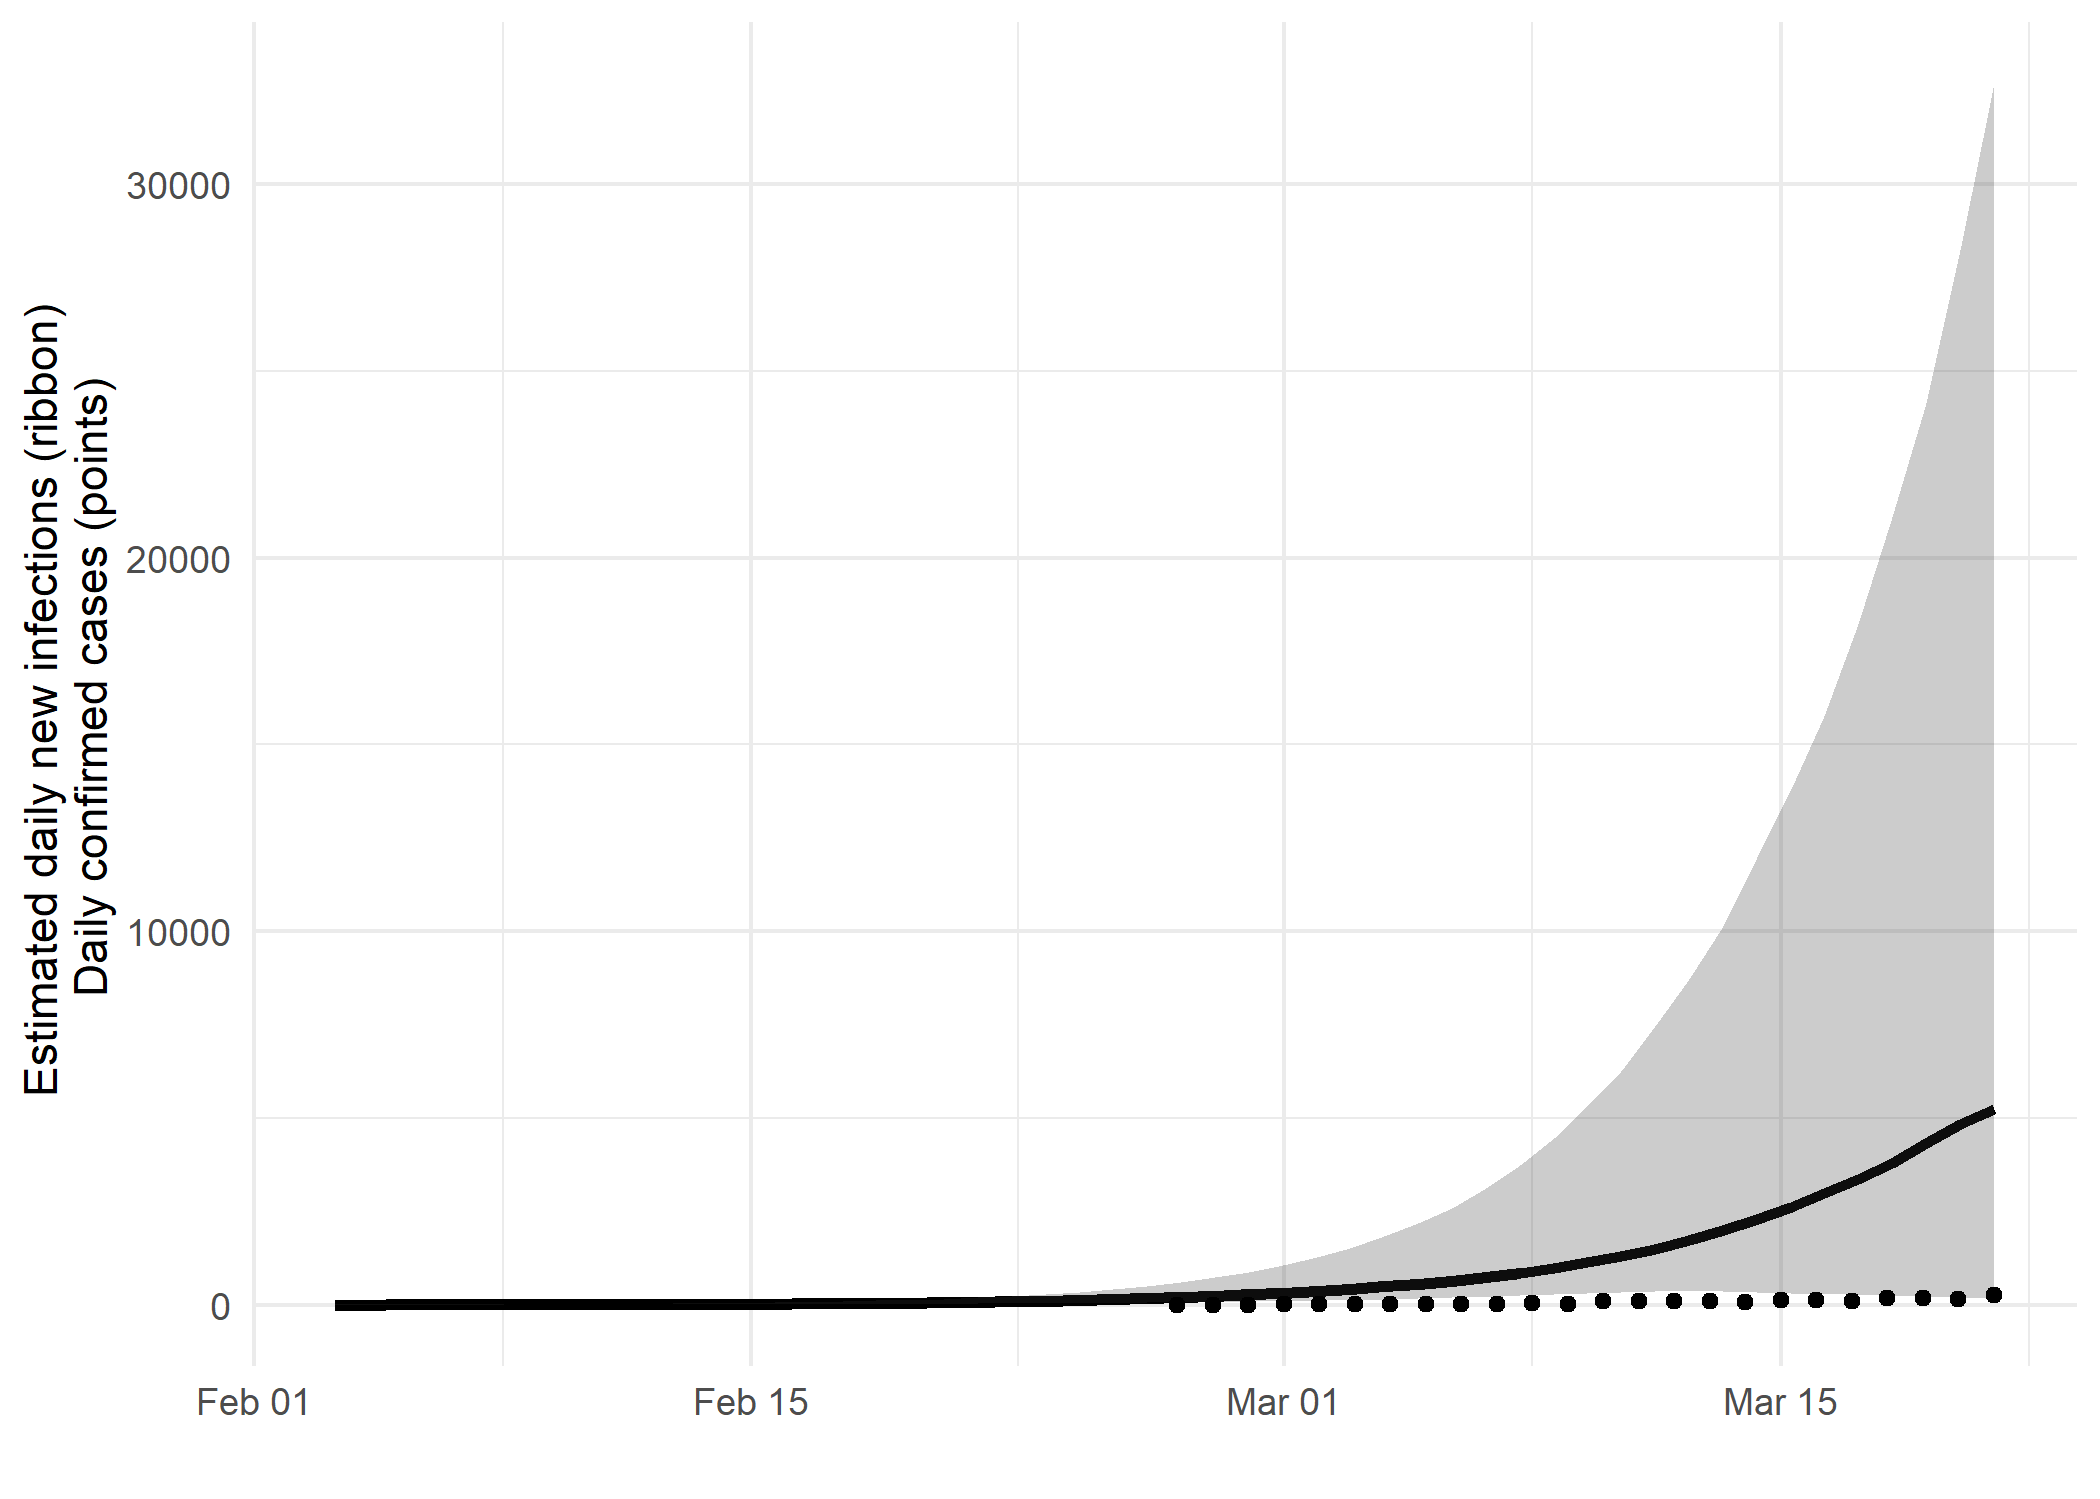 Estimated daily new infections (ribbon)
Daily confirmed cases (points)
30000
20000
10000
0
Feb 01
Feb 15
Mar 01
Mar 15